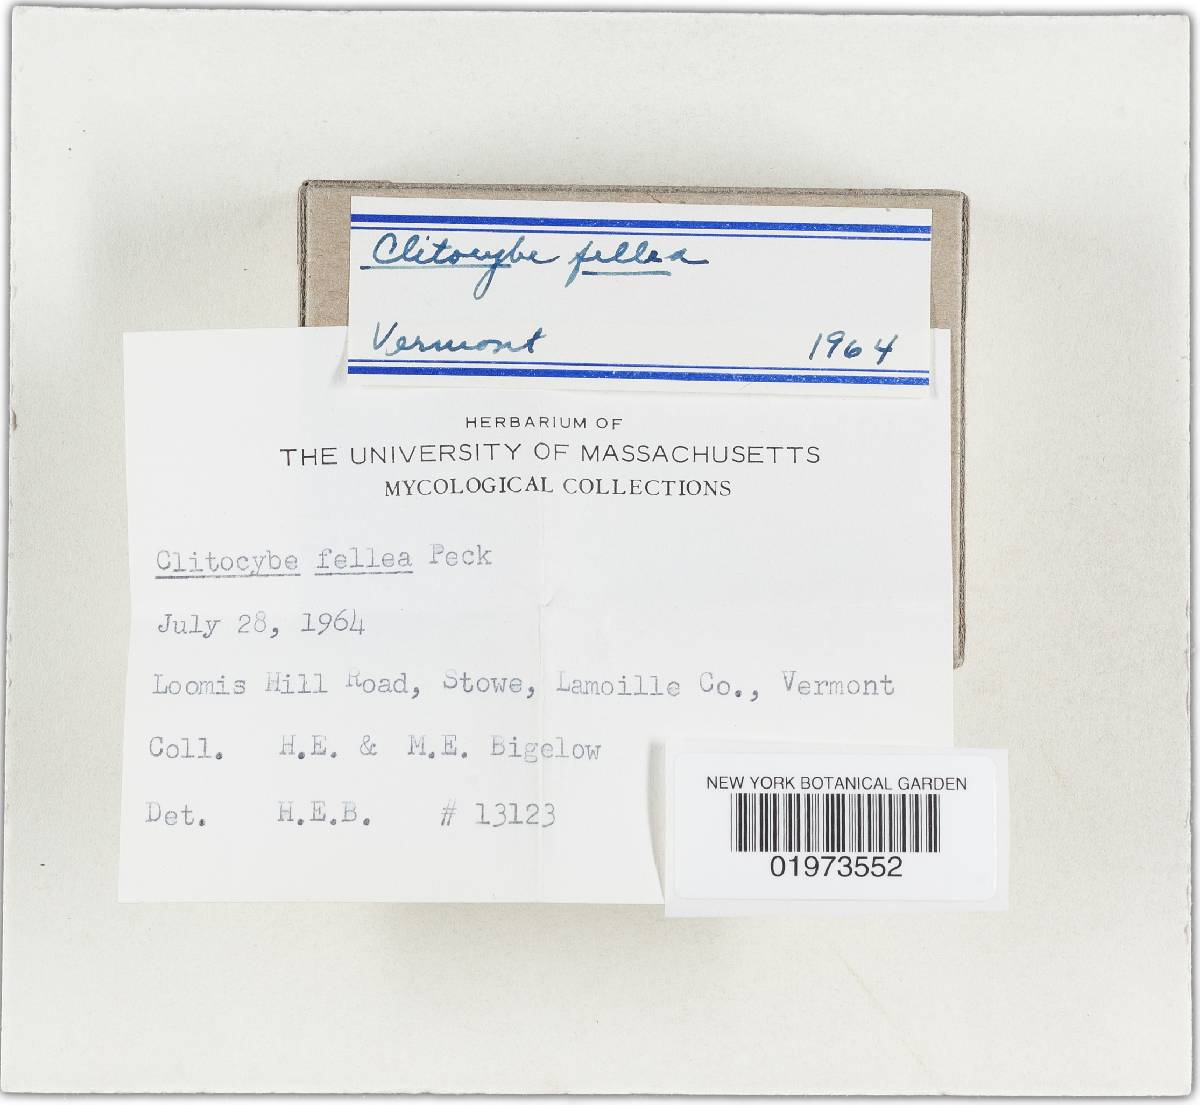 Clitocybe fellea
Vermont 1964
HERBARIUM OF
THE UNIVERSITY OF MASSACHUSETTS
MYCOLOGICAL COLLECTIONS
Clitocybe fellea Peck
July 28, 1964
Loomis Hill Road, Stowe, Lamoille Co., Vermont
Coll. H.E. & M.E. Bigelow
Det. H.E.B. # 13123
NEW YORK BOTANICAL GARDEN
01973552